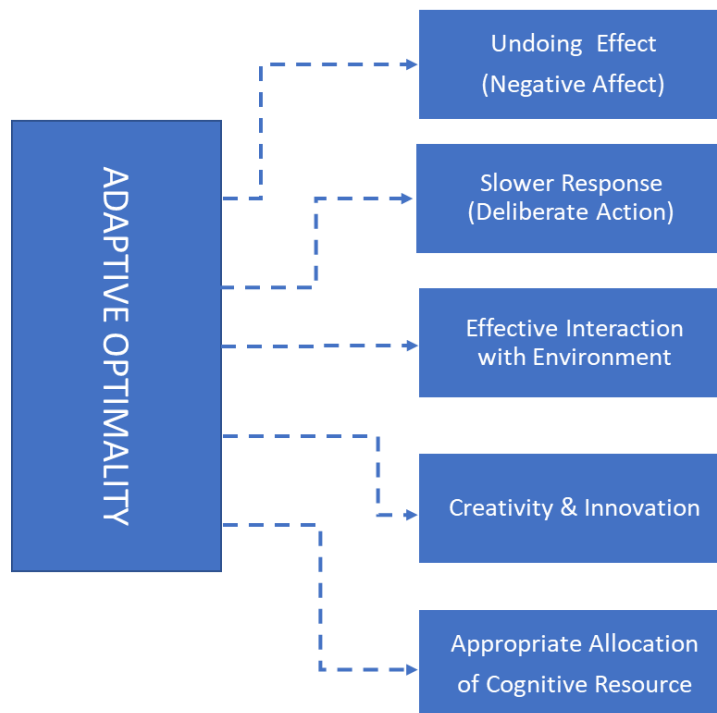 ADAPTIVE OPTIMALITY
Undoing Effect
(Negative Affect)
Slower Response
(Deliberate Action)
Effective Interaction
with Environment
Creativity & Innovation
Appropriate Allocation
of Cognitive Resource